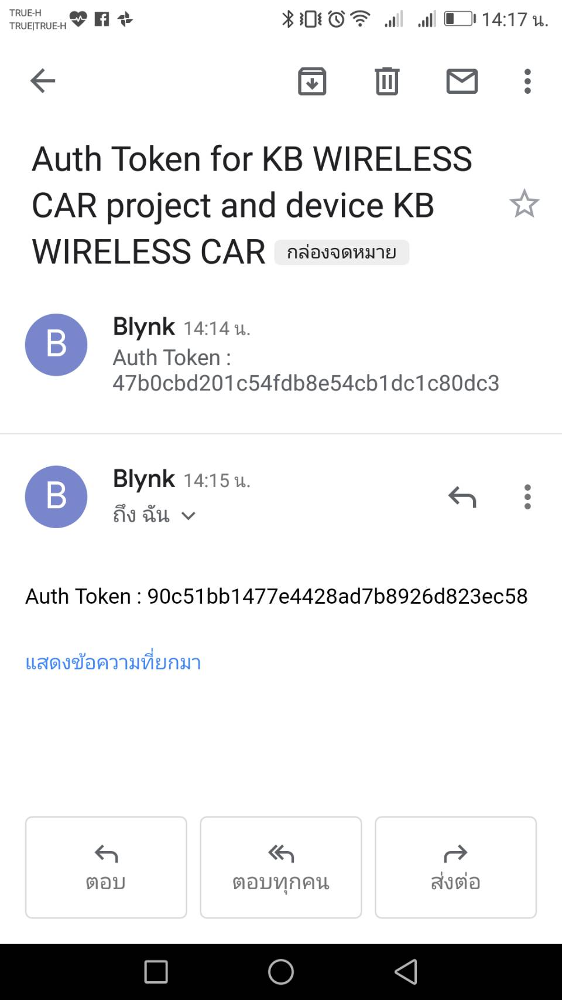 TRUE-H
TRUE|TRUE-H
14:17 น.
Auth Token for KB WIRELESS
CAR project and device KB
WIRELESS CAR กล่องจดหมาย
B
Blynk 14:14 น.
Auth Token :
47b0cbd201c54fdb8e54cb1dc1c80dc3
B
Blynk 14:15 น.
ถึง ฉัน
Auth Token : 90c51bb1477e4428ad7b8926d823ec58
แสดงข้อความที่ยกมา
ตอบ
ตอบทุกคน
ส่งต่อ